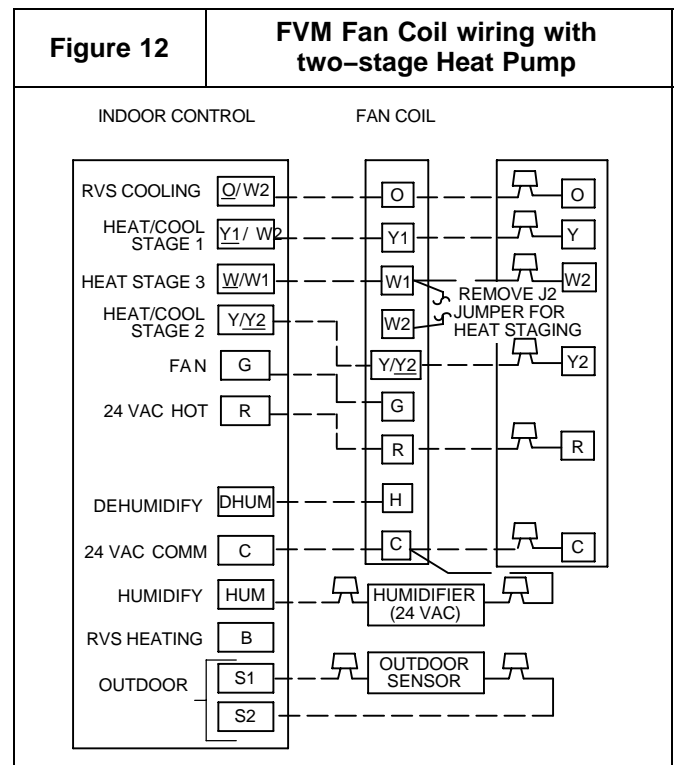 Figure 12
FVM Fan Coil wiring with
two–stage Heat Pump
INDOOR CONTROL
FAN COIL
RVS COOLING O/W2 O O
HEAT/COOL
STAGE 1 Y1/ W2 Y1 Y
HEAT STAGE 3 W/W1 W1 W2
REMOVE J2
JUMPER FOR
HEAT STAGING
W2
HEAT/COOL
STAGE 2 Y/Y2 Y/Y2 Y2
FAN G G
24 VAC HOT R R R
DEHUMIDIFY DHUM H
24 VAC COMM C C C
HUMIDIFY HUM HUMIDIFIER
(24 VAC)
RVS HEATING B
OUTDOOR S1 OUTDOOR
SENSOR
S2